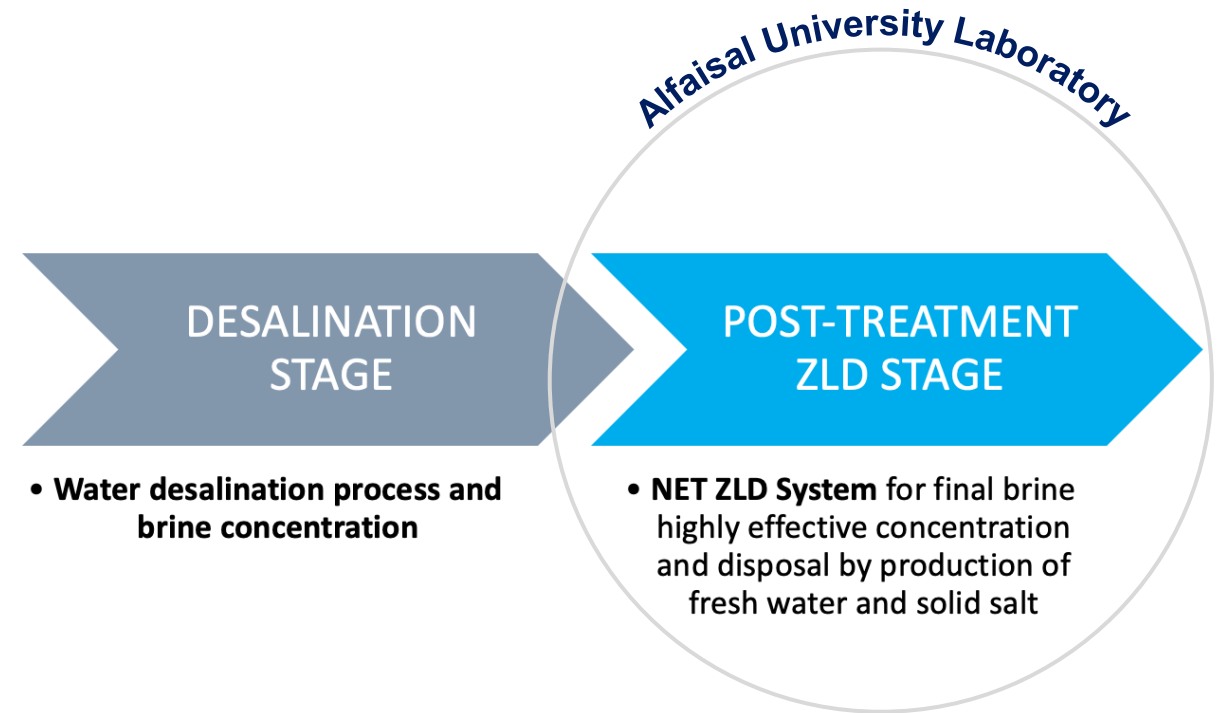 Alfaisal University Laboratory
DESALINATION
STAGE
POST-TREATMENT
ZLD STAGE
• Water desalination process and
brine concentration
• NET ZLD System for final brine
highly effective concentration
and disposal by production of
fresh water and solid salt